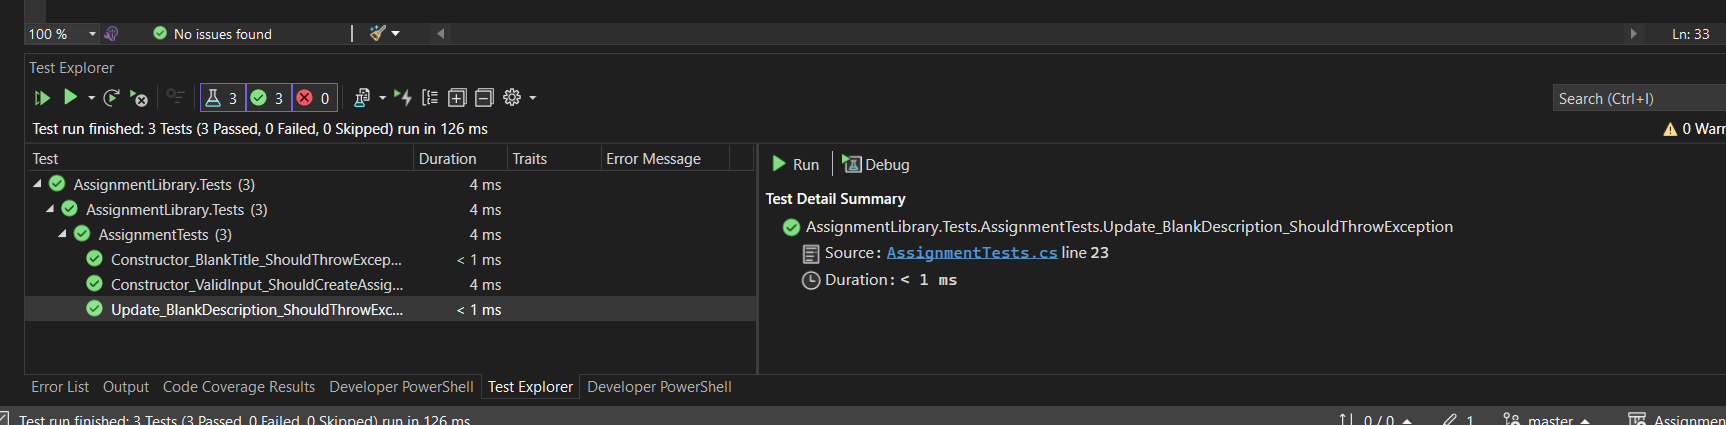 100 %
No issues found
Ln: 33
Test Explorer
3 3 0
Search (Ctrl+I)
Test run finished: 3 Tests (3 Passed, 0 Failed, 0 Skipped) run in 126 ms
0 Warr
Test Duration Traits Error Message
AssignmentLibrary.Tests (3) 4 ms
AssignmentLibrary.Tests (3) 4 ms
AssignmentTests (3) 4 ms
Constructor_BlankTitle_ShouldThrowExcep... < 1 ms
Constructor_ValidInput_ShouldCreateAssig... 4 ms
Update_BlankDescription_ShouldThrowExc... < 1 ms
Run Debug
Test Detail Summary
AssignmentLibrary.Tests.AssignmentTests.Update_BlankDescription_ShouldThrowException
Source: AssignmentTests.cs line 23
Duration: < 1 ms
Error List Output Code Coverage Results Developer PowerShell Test Explorer Developer PowerShell
Test run finished: 3 Tests (3 Passed, 0 Failed, 0 Skipped) run in 126 ms
0 / 0 1 master Assignmen